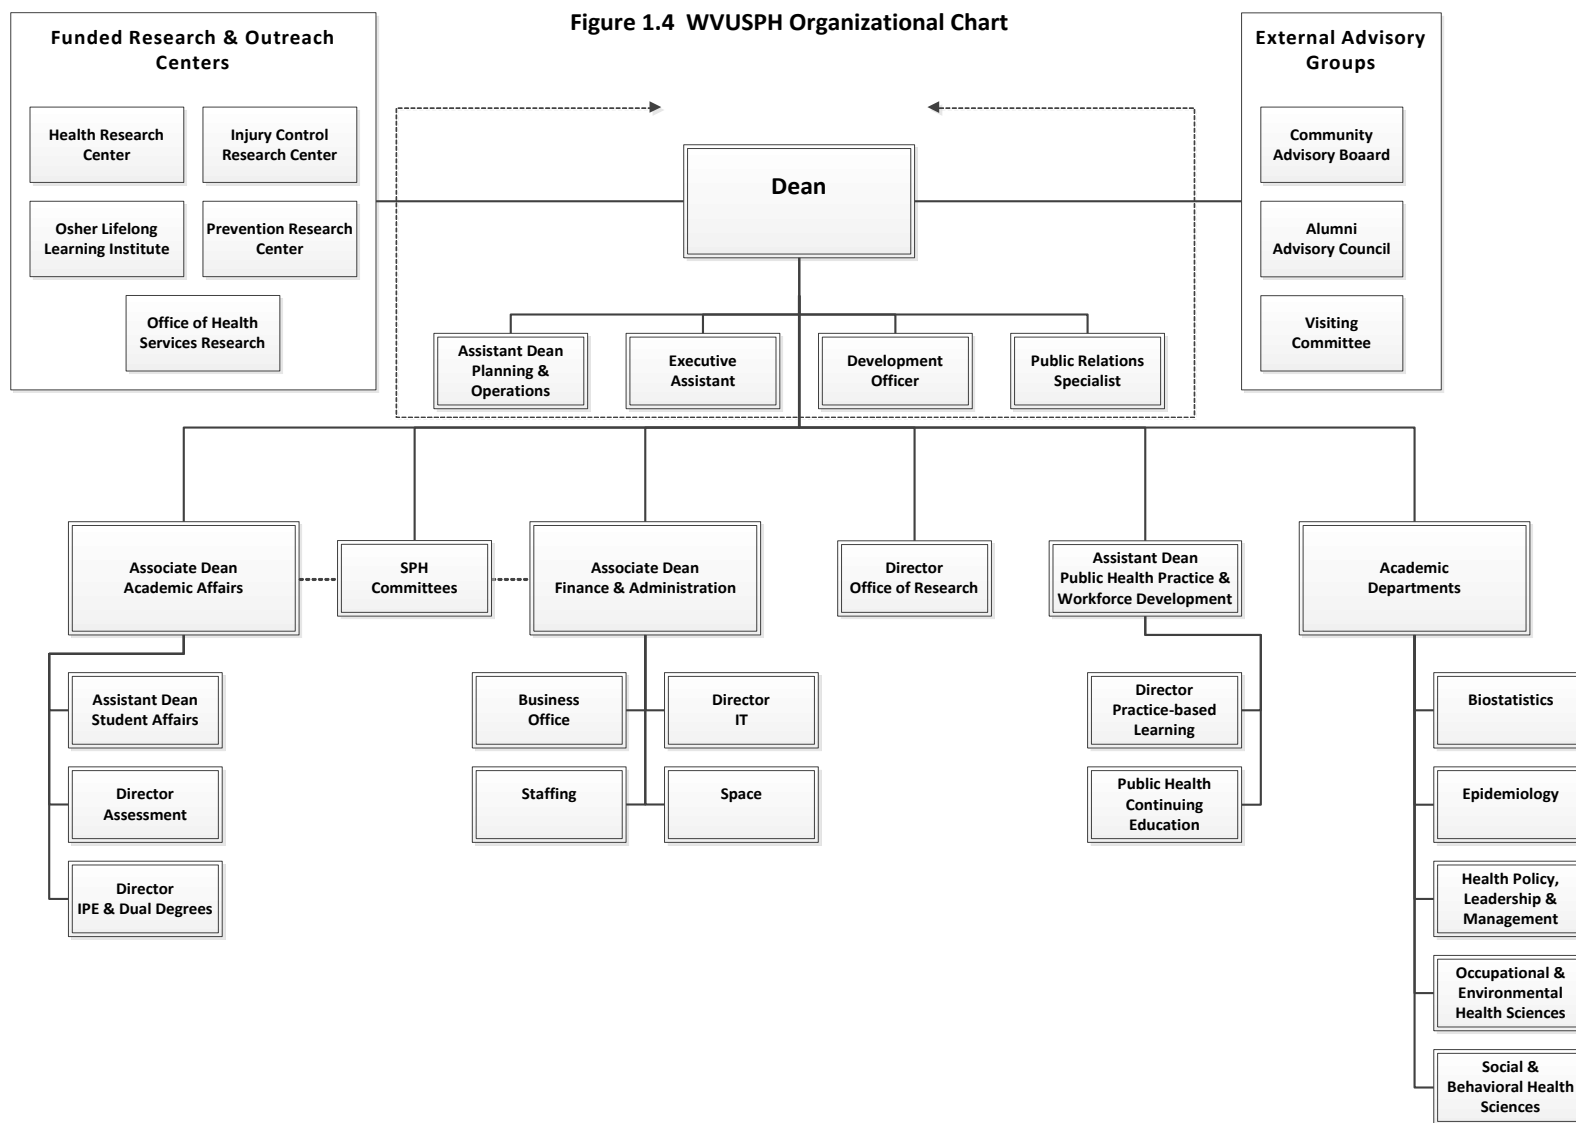 Figure 1.4 WVUSPH Organizational Chart
Funded Research & Outreach
Centers
Health Research
Center
Injury Control
Research Center
Osher Lifelong
Learning Institute
Prevention Research
Center
Office of Health
Services Research
External Advisory
Groups
Community
Advisory Boaard
Alumni
Advisory Council
Visiting
Committee
Dean
Assistant Dean
Planning &
Operations
Executive
Assistant
Development
Officer
Public Relations
Specialist
Associate Dean
Academic Affairs
SPH
Committees
Associate Dean
Finance & Administration
Director
Office of Research
Assistant Dean
Public Health Practice &
Workforce Development
Academic
Departments
Assistant Dean
Student Affairs
Director
Assessment
Director
IPE & Dual Degrees
Business
Office
Director
IT
Staffing
Space
Director
Practice-based
Learning
Public Health
Continuing
Education
Biostatistics
Epidemiology
Health Policy,
Leadership &
Management
Occupational &
Environmental
Health Sciences
Social &
Behavioral Health
Sciences